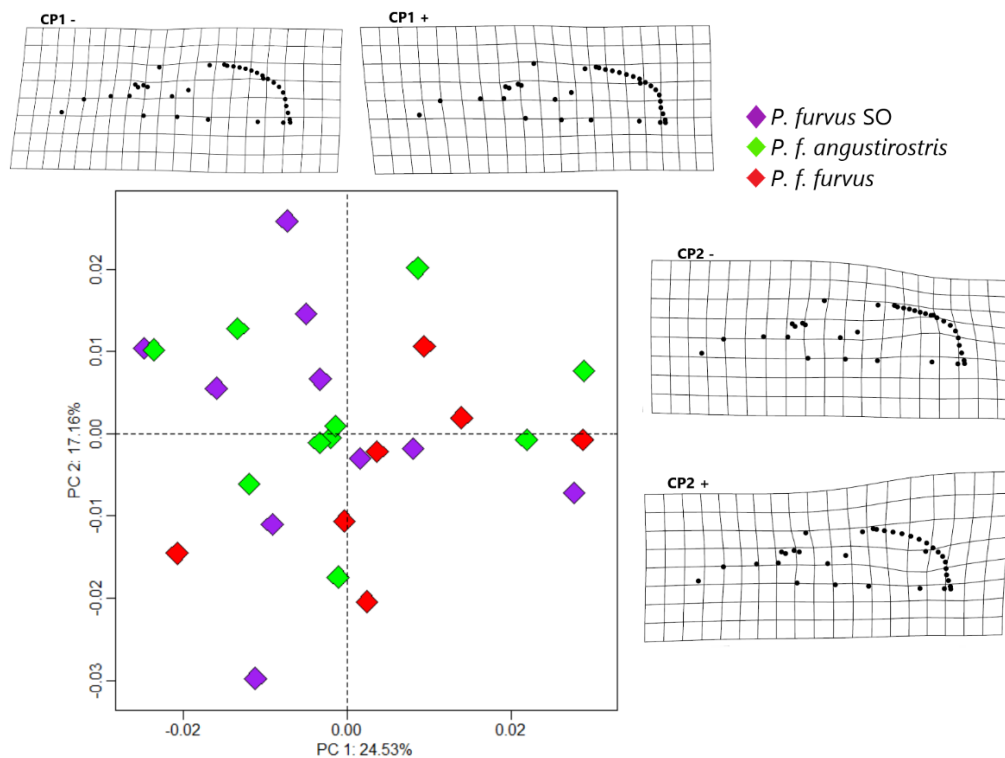 CP1 -
CP1 +
P. furvus SO
P. f. angustirostris
P. f. furvus
CP2 -
CP2 +
0.02
0.01
0.00
-0.01
-0.02
-0.03
PC 2: 17.16%
-0.02
0.00
0.02
PC 1: 24.53%